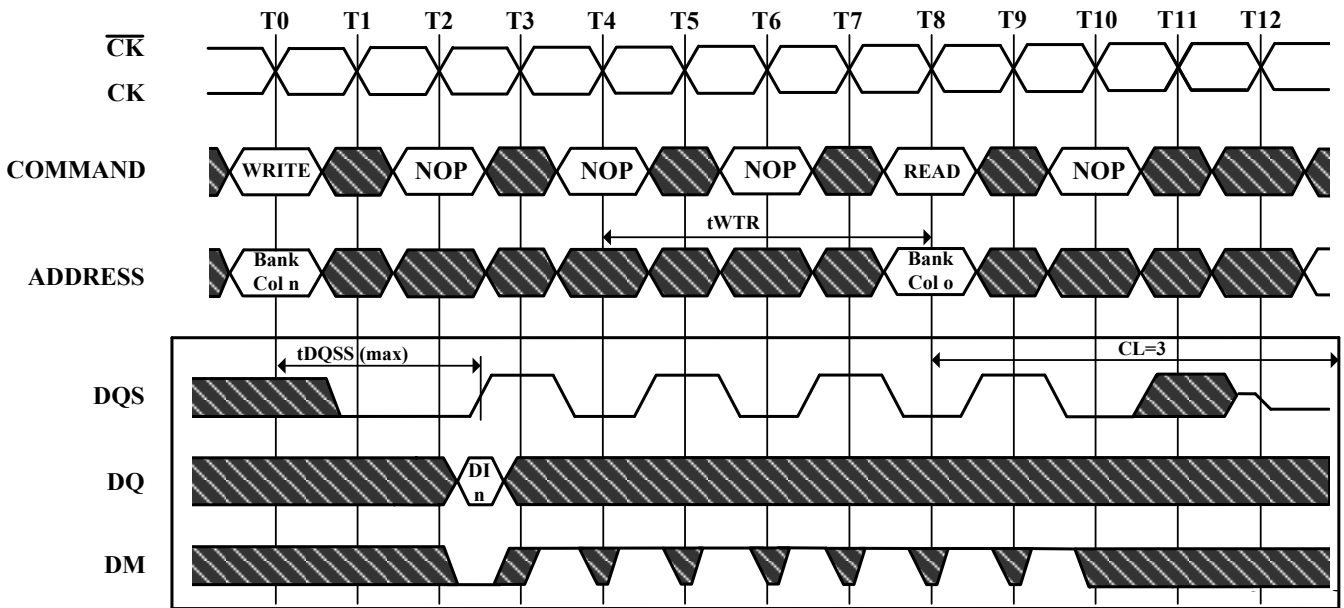 T0 T1 T2 T3 T4 T5 T6 T7 T8 T9 T10 T11 T12
CK
CK
COMMAND WRITE NOP NOP NOP READ NOP
tWTR
ADDRESS
Bank
Col n
Bank
Col o
tDQSS (max)
CL=3
DQS
DQ
DI
n
DM